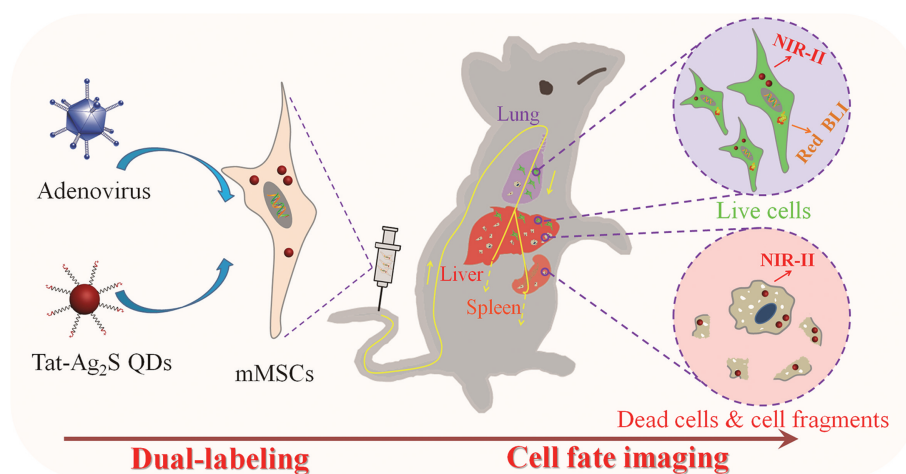 Adenovirus
Tat-Ag₂S QDs
mMSCs
Lung
Liver
Spleen
NIR-II
Red BLI
Live cells
NIR-II
Dead cells & cell fragments
Dual-labeling
Cell fate imaging